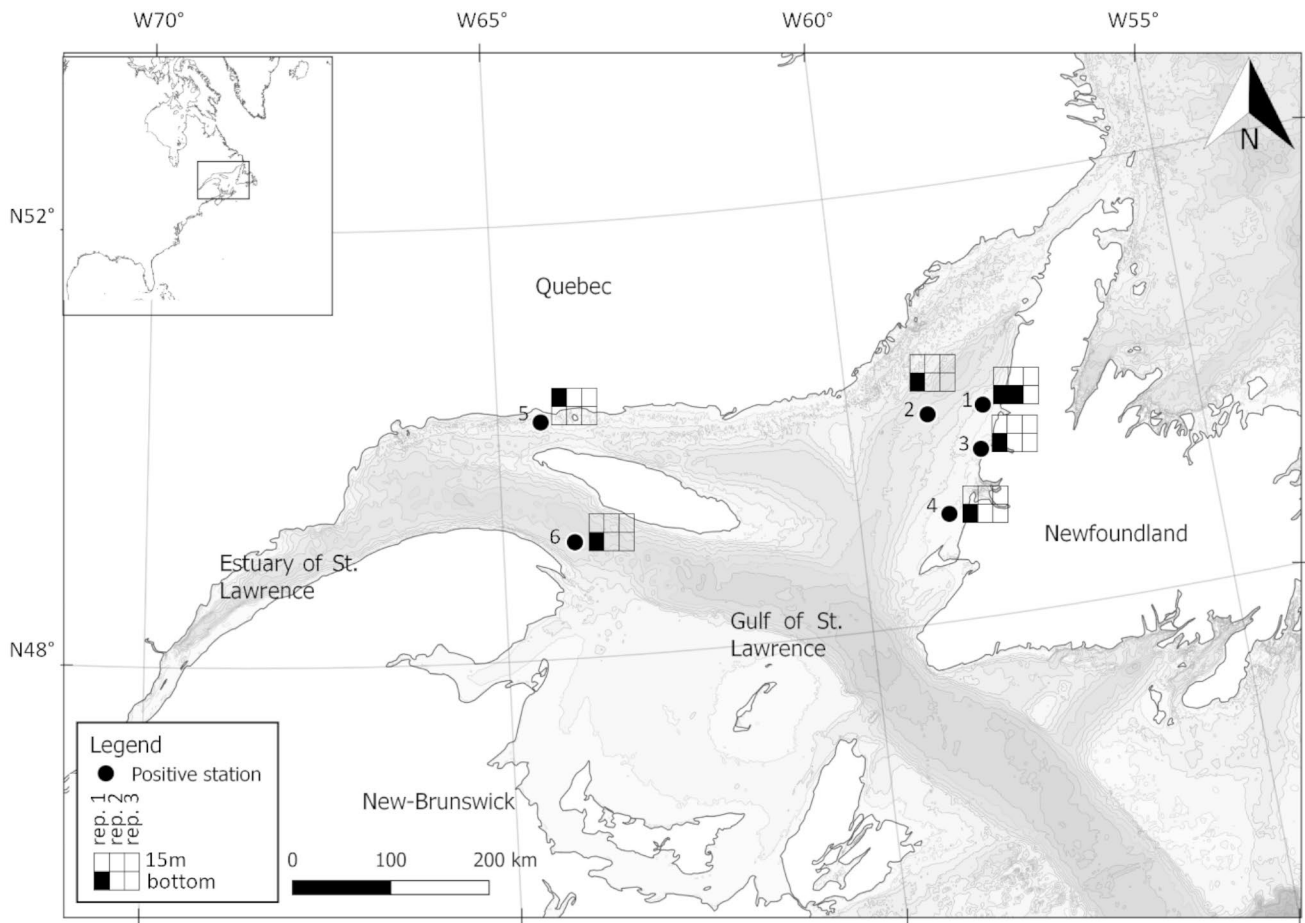 W70° W65° W60° W55°
N
N52°
Quebec
5
2
1
3
4
6
Newfoundland
Estuary of St.
Lawrence
Gulf of St.
Lawrence
N48°
Legend
Positive station
rep. 1
rep. 2
rep. 3
15m
bottom
New-Brunswick
0 100 200 km